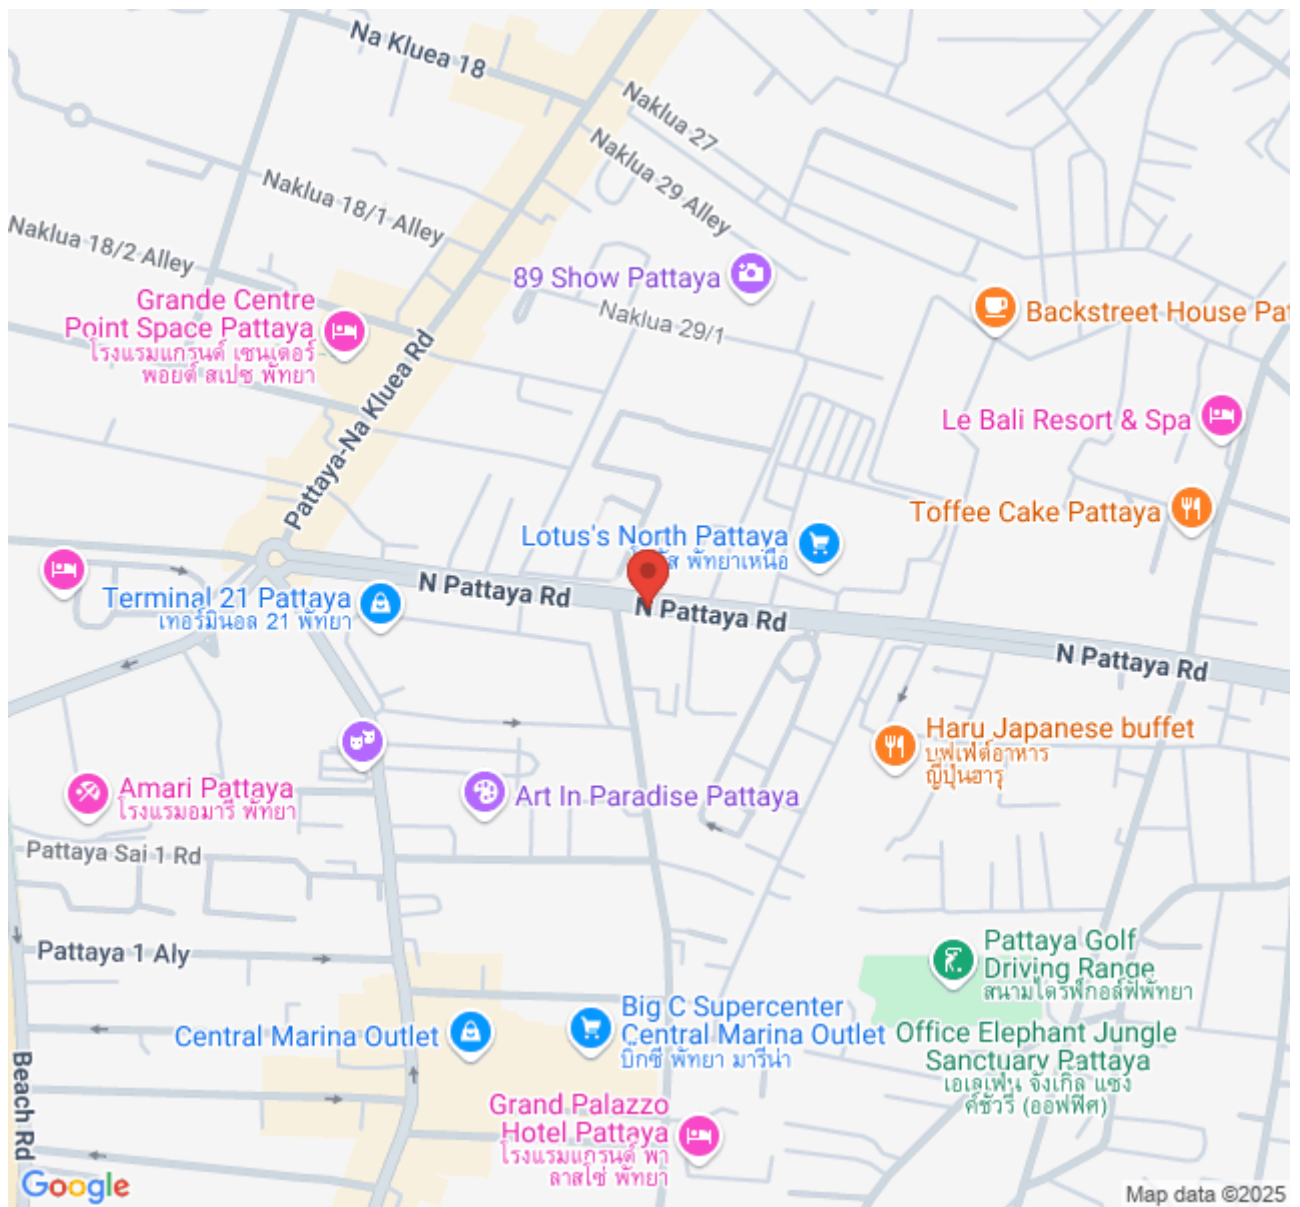 Na Kluea 18
Naklua 27
Naklua 29 Alley
Naklua 18/1 Alley
Naklua 18/2 Alley
89 Show Pattaya
Naklua 29/1
Grande Centre
Point Space Pattaya
โรงแรมแกรนด์ เซนเตอร์
พอยต์ สเปซ พัทยา
Backstreet House Pat
Pattaya-Na Kluea Rd
Le Bali Resort & Spa
Toffee Cake Pattaya
Lotus's North Pattaya
ส พัทยาเหนือ
N Pattaya Rd
N Pattaya Rd
N Pattaya Rd
Terminal 21 Pattaya
เทอร์มินอล 21 พัทยา
Haru Japanese buffet
บุฟเฟ่ต์อาหาร
ญี่ปุ่นฮารุ
Amari Pattaya
โรงแรมอมารี พัทยา
Art In Paradise Pattaya
Pattaya Sai 1 Rd
Pattaya 1 Aly
Pattaya Golf
Driving Range
สนามไดรฟ์กอล์ฟพัทยา
Central Marina Outlet
Big C Supercenter
Central Marina Outlet
บิ๊กซี พัทยา มารีน่า
Office Elephant Jungle
Sanctuary Pattaya
เอเลเฟ่น จังเกิ้ล แซง
ค์ชัวรี่ (ออฟฟิศ)
Beach Rd
Grand Palazzo
Hotel Pattaya
โรงแรมแกรนด์ พา
ลาสโซ่ พัทยา
Google
Map data ©2025